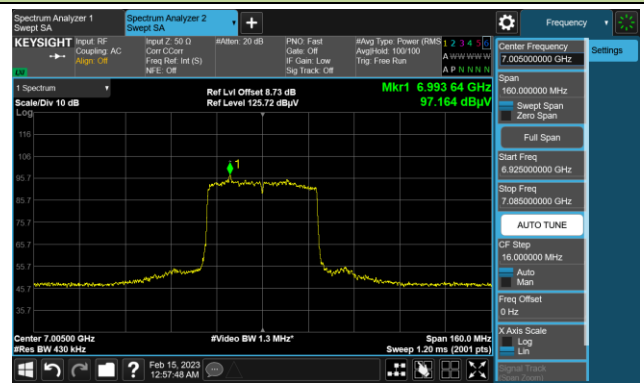 Spectrum Analyzer 1
Swept SA
Spectrum Analyzer 2
Swept SA
Frequency
KEYSIGHT
Input: RF
Coupling: AC
Align: Off
Input Z: 50 Ω
Corr CCorr
Freq Ref: Int (S)
NFE: Off
#Atten: 20 dB
PNO: Fast
Gate: Off
IF Gain: Low
Sig Track: Off
#Avg Type: Power (RMS
Avg|Hold: 100/100
Trig: Free Run
1 2 3 4 5 6
A W W W W W
A P N N N N
LXI
1 Spectrum
Scale/Div 10 dB
Log
Ref Lvl Offset 8.73 dB
Ref Level 125.72 dBµV
Mkr1 6.993 64 GHz
97.164 dBµV
116
106
95.7
85.7
75.7
65.7
45.7
35.7
1
Center 7.00500 GHz
#Res BW 430 kHz
#Video BW 1.3 MHz*
Span 160.0 MHz
Sweep 1.20 ms (2001 pts)
Center Frequency
7.005000000 GHz
Settings
Span
160.000000 MHz
Swept Span
Zero Span
Full Span
Start Freq
6.925000000 GHz
Stop Freq
7.085000000 GHz
AUTO TUNE
CF Step
16.000000 MHz
Auto
Man
Freq Offset
0 Hz
X Axis Scale
Log
Lin
Signal Track
(Span Zoom)
Feb 15, 2023
12:57:48 AM